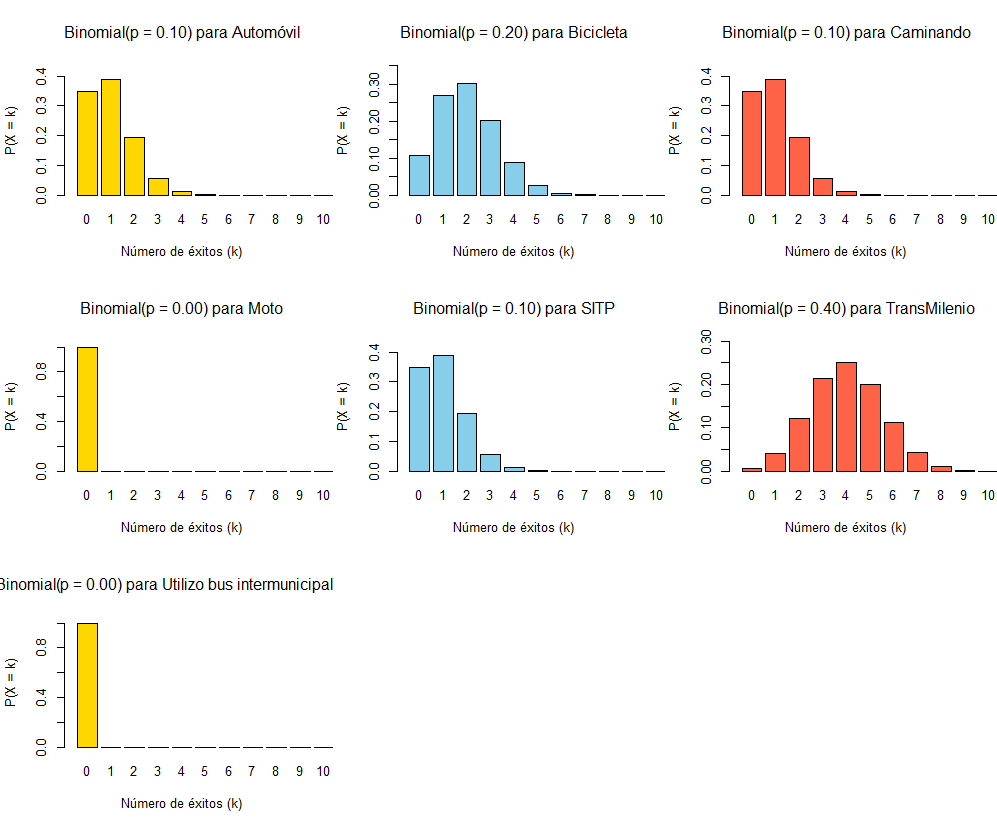 Binomial(p = 0.10) para Automóvil
P(X = k)
0.0 0.1 0.2 0.3 0.4
0 1 2 3 4 5 6 7 8 9 10
Número de éxitos (k)
Binomial(p = 0.20) para Bicicleta
P(X = k)
0.00 0.10 0.20 0.30
0 1 2 3 4 5 6 7 8 9 10
Número de éxitos (k)
Binomial(p = 0.10) para Caminando
P(X = k)
0.0 0.1 0.2 0.3 0.4
0 1 2 3 4 5 6 7 8 9 10
Número de éxitos (k)
Binomial(p = 0.00) para Moto
P(X = k)
0.0 0.4 0.8
0 1 2 3 4 5 6 7 8 9 10
Número de éxitos (k)
Binomial(p = 0.10) para SITP
P(X = k)
0.0 0.1 0.2 0.3 0.4
0 1 2 3 4 5 6 7 8 9 10
Número de éxitos (k)
Binomial(p = 0.40) para TransMilenio
P(X = k)
0.00 0.10 0.20 0.30
0 1 2 3 4 5 6 7 8 9 10
Número de éxitos (k)
Binomial(p = 0.00) para Utilizo bus intermunicipal
P(X = k)
0.0 0.4 0.8
0 1 2 3 4 5 6 7 8 9 10
Número de éxitos (k)